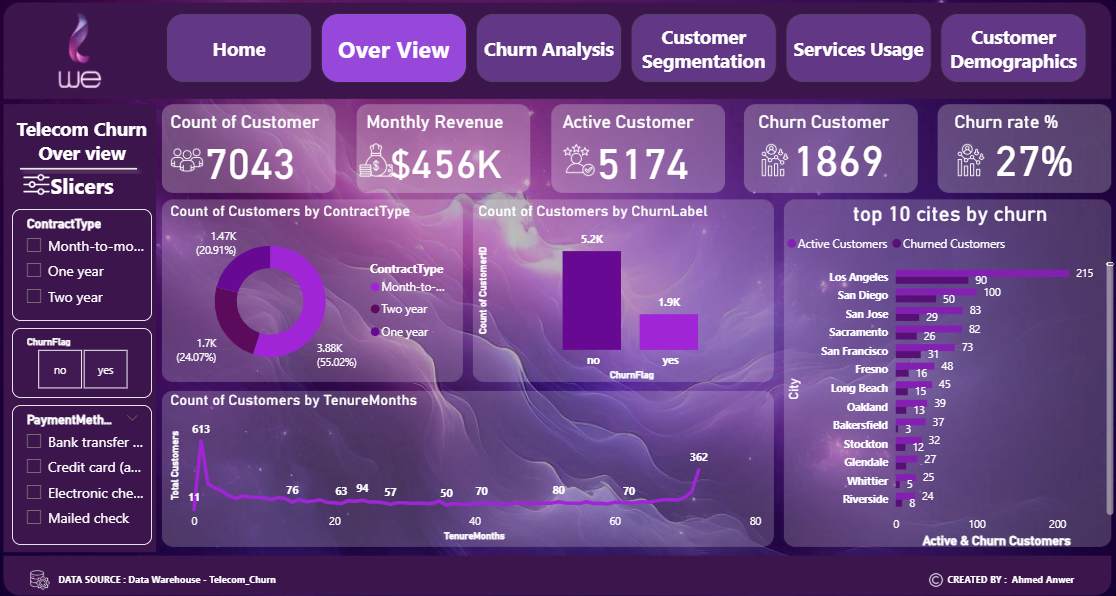 we
Home
Over View
Churn Analysis
Customer
Segmentation
Services Usage
Customer
Demographics
Telecom Churn
Over view
Slicers
ContractType
Month-to-mo...
One year
Two year
ChurnFlag
no
yes
PaymentMeth...
Bank transfer ...
Credit card (a...
Electronic che...
Mailed check
Count of Customer
7043
Monthly Revenue
$456K
Active Customer
5174
Churn Customer
1869
Churn rate %
27%
Count of Customers by ContractType
1.47K
(20.91%)
1.7K
(24.07%)
3.88K
(55.02%)
ContractType
Month-to-...
Two year
One year
Count of Customers by ChurnLabel
Count of CustomerID
5.2K
1.9K
no
yes
ChurnFlag
Count of Customers by TenureMonths
Total Customers
613
11
76
63
94
57
50
70
80
70
362
0
20
40
60
80
TenureMonths
top 10 cites by churn
Active Customers
Churned Customers
City
Los Angeles
215
90
San Diego
100
50
San Jose
83
29
Sacramento
82
26
San Francisco
73
31
Fresno
48
16
Long Beach
45
15
Oakland
39
13
Bakersfield
37
3
Stockton
32
12
Glendale
27
Whittier
25
5
Riverside
24
8
0
100
200
Active & Churn Customers
DATA SOURCE : Data Warehouse - Telecom_Churn
© CREATED BY : Ahmed Anwer